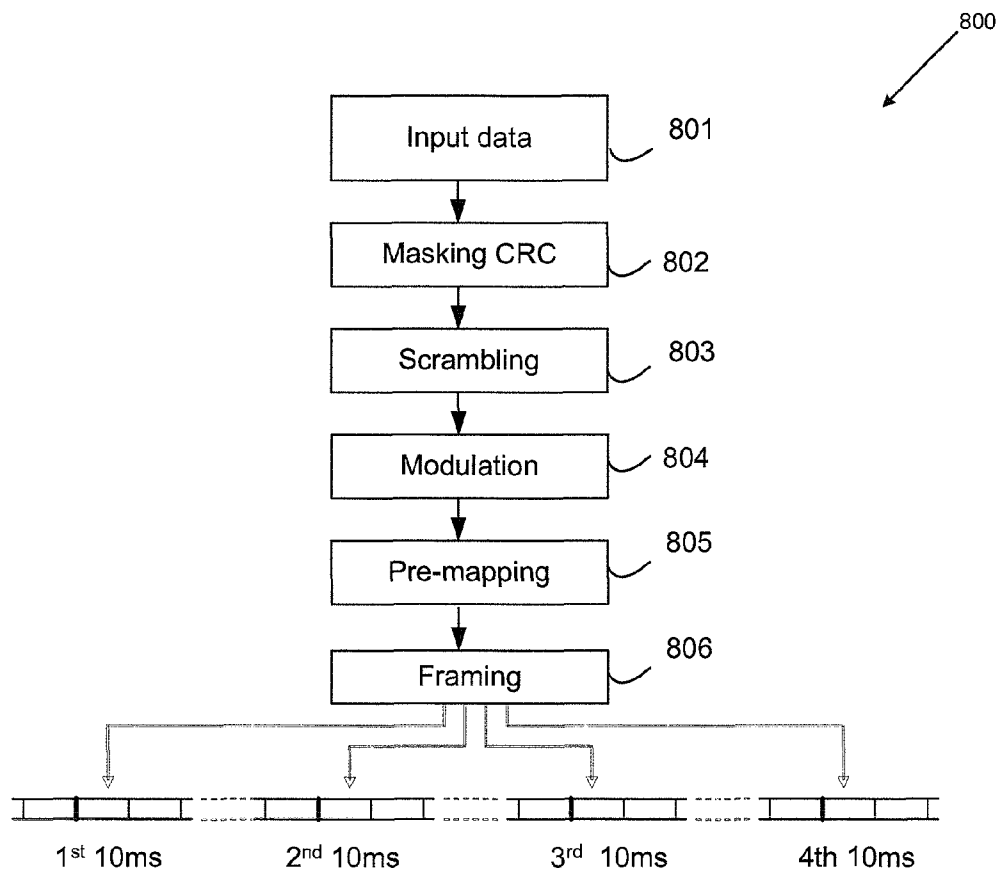 800
Input data
801
Masking CRC
802
Scrambling
803
Modulation
804
Pre-mapping
805
Framing
806
1st 10ms 2nd 10ms 3rd 10ms 4th 10ms